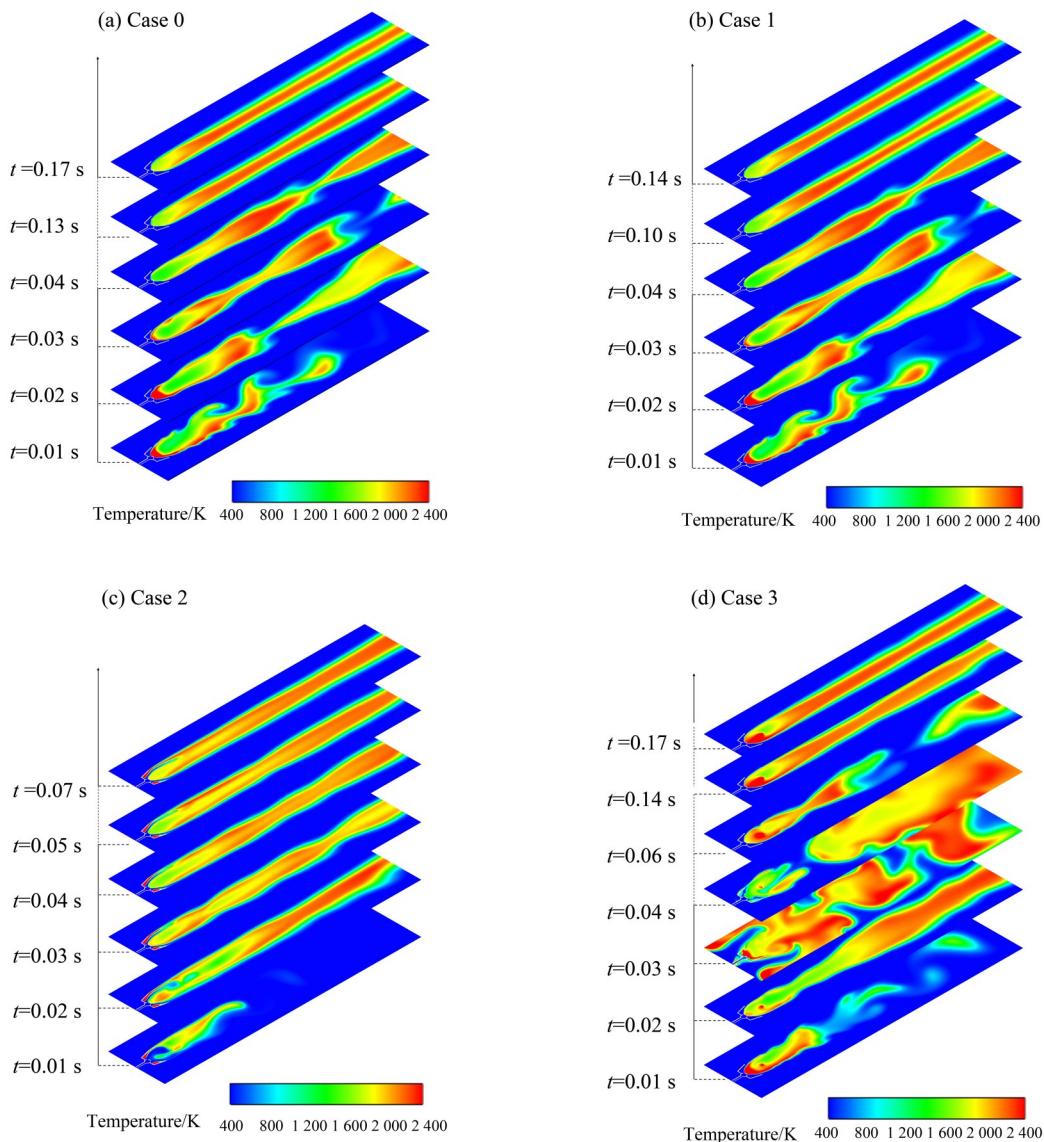 (a) Case 0
t =0.17 s
t=0.13 s
t=0.04 s
t=0.03 s
t=0.02 s
t=0.01 s
Temperature/K
400 800 1 200 1 600 2 000 2 400
(b) Case 1
t=0.14 s
t=0.10 s
t=0.04 s
t=0.03 s
t=0.02 s
t=0.01 s
Temperature/K
400 800 1 200 1 600 2 000 2 400
(c) Case 2
t =0.07 s
t=0.05 s
t=0.04 s
t=0.03 s
t=0.02 s
t=0.01 s
Temperature/K
400 800 1 200 1 600 2 000 2 400
(d) Case 3
t =0.17 s
t=0.14 s
t=0.06 s
t=0.04 s
t=0.03 s
t=0.02 s
t=0.01 s
Temperature/K
400 800 1 200 1 600 2 000 2 400